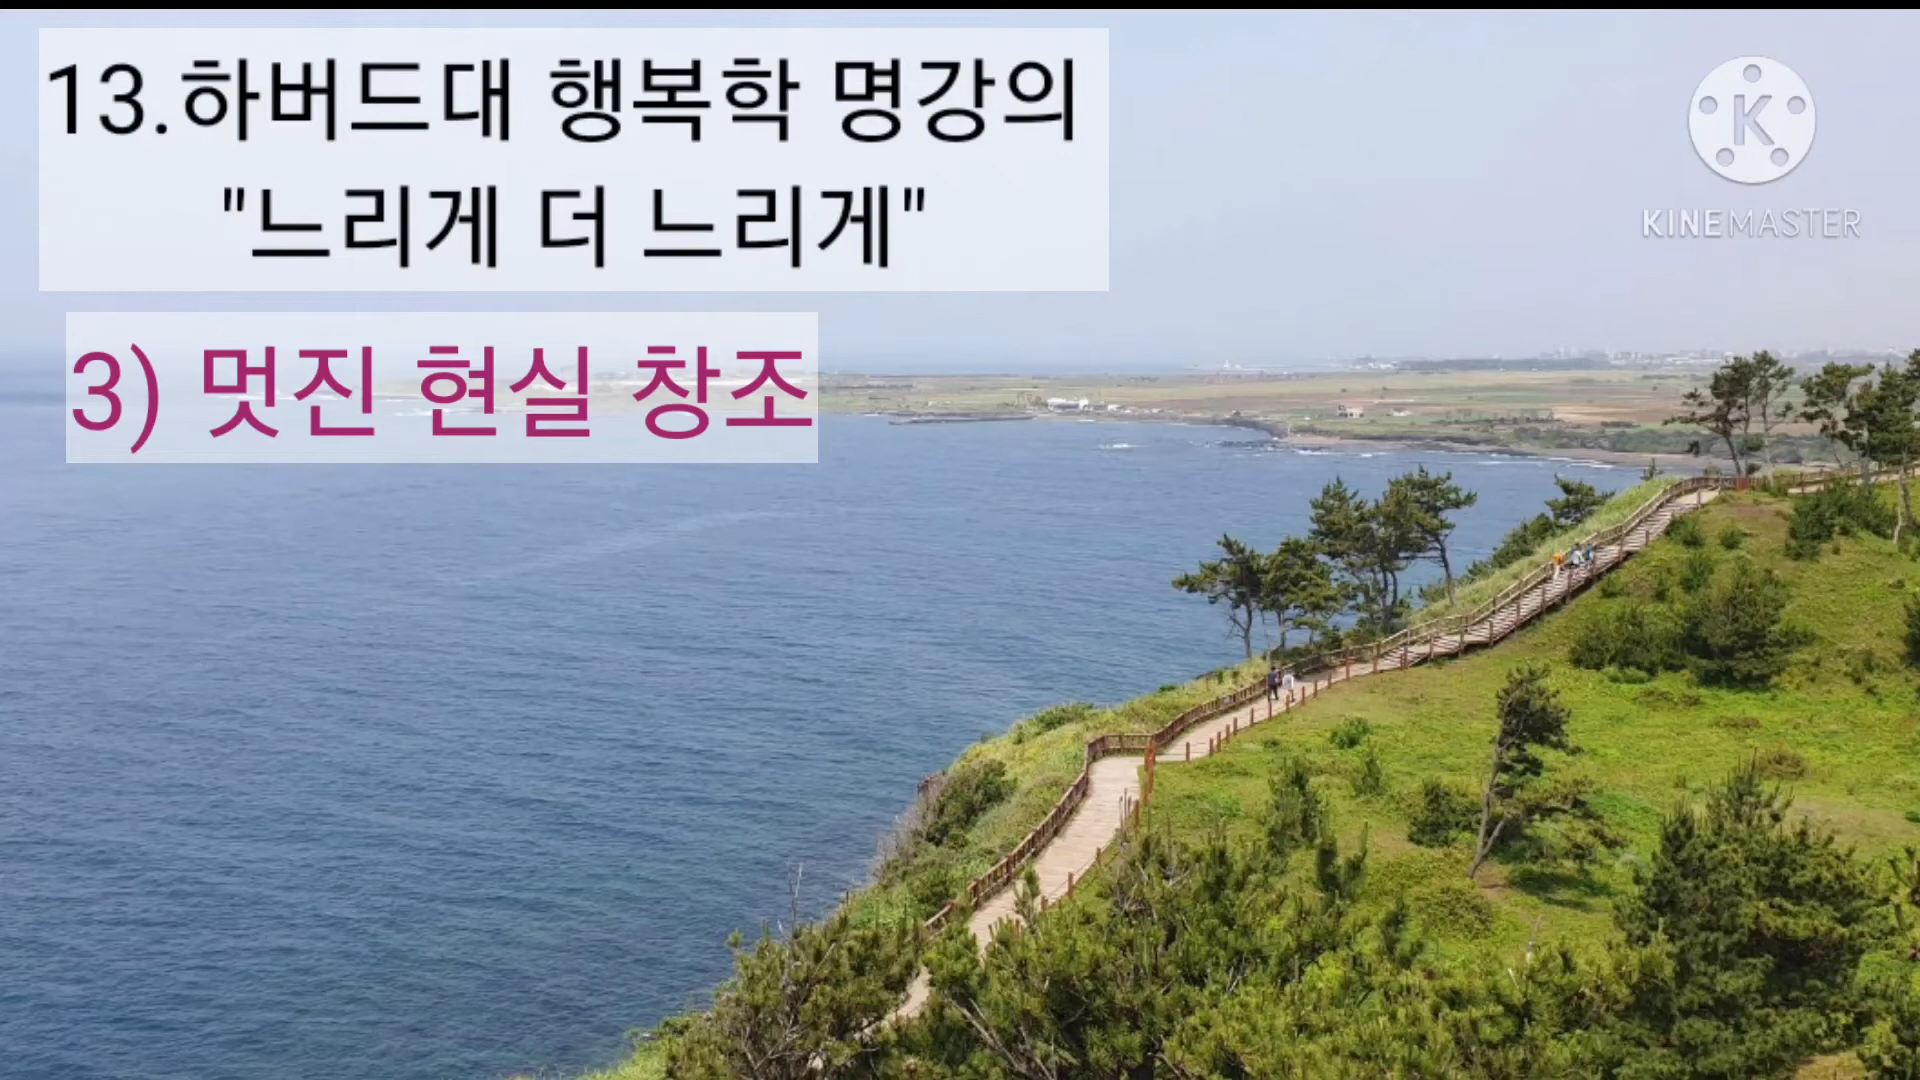 13.하버드대 행복학 명강의
"느리게 더 느리게"
3) 멋진 현실 창조
K
KINEMASTER